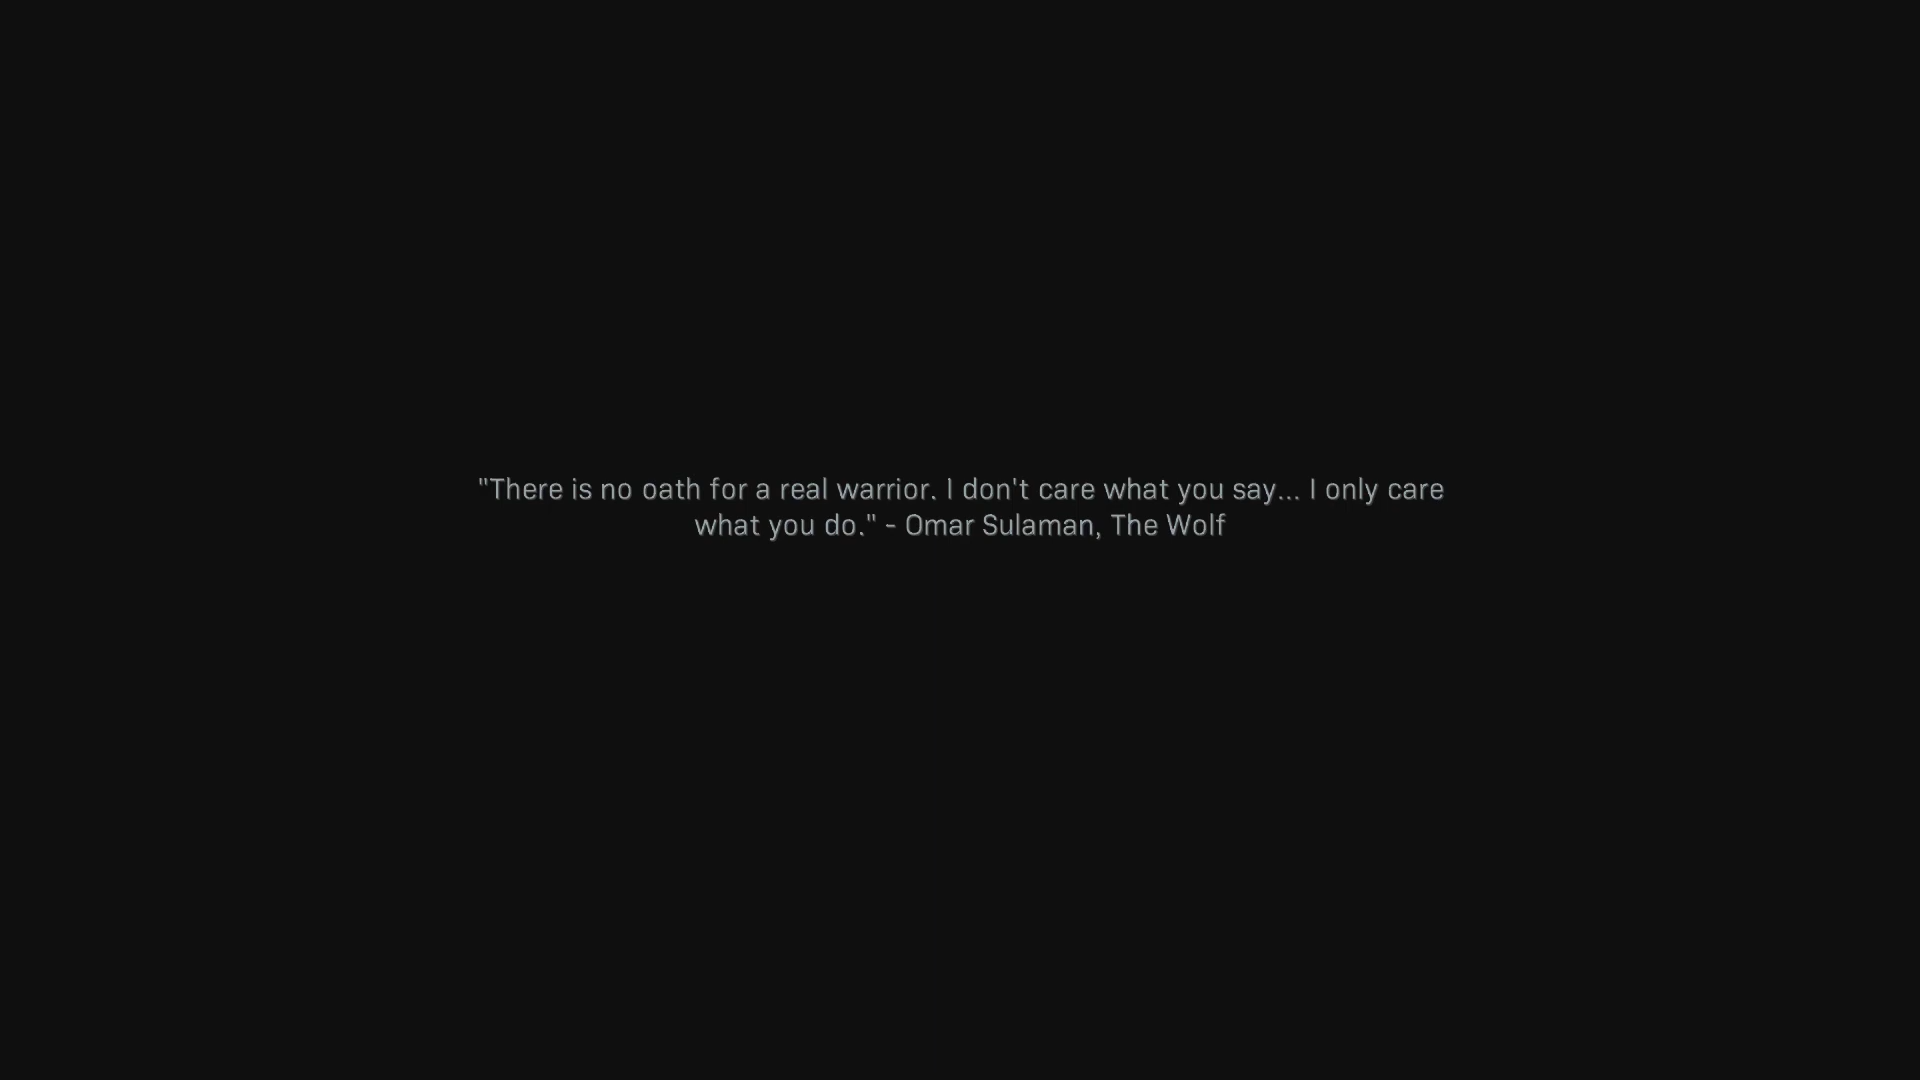 "There is no oath for a real warrior. I don't care what you say... I only care
what you do." - Omar Sulaman, The Wolf